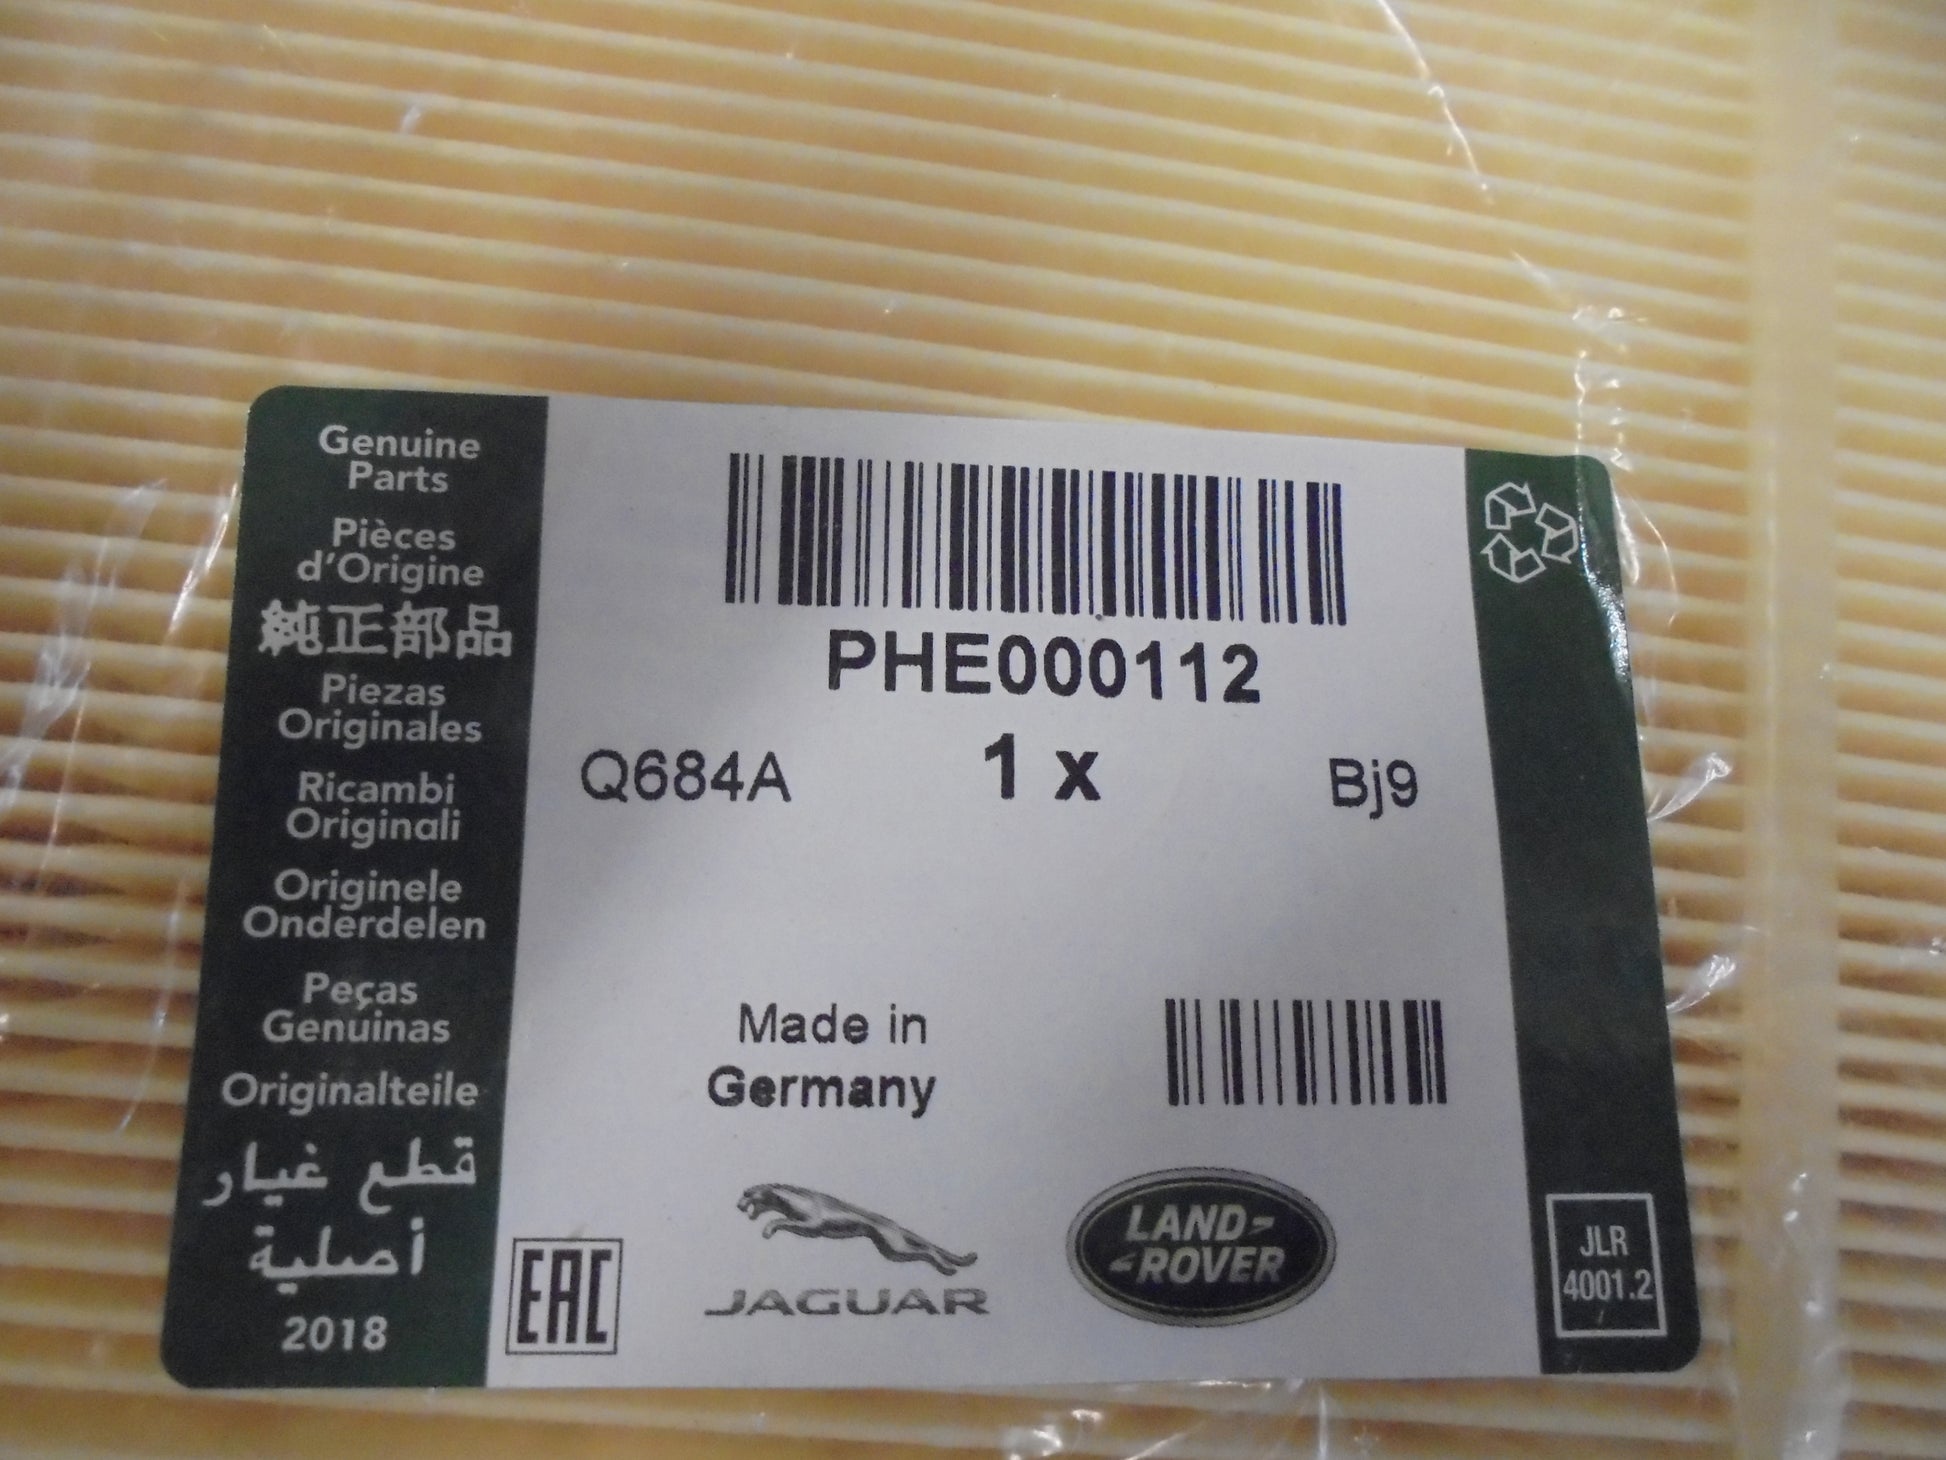 Genuine
Parts
Pièces
d'Origine
純正部品
Piezas
Originales
Ricambi
Originali
Originele
Onderdelen
Peças
Genuinas
Originalteile
قطع غيار
أصلية
2018
PHE000112
Q684A 1 x Bj9
Made in
Germany
EAC
JAGUAR
LAND-
-ROVER
JLR
4001.2